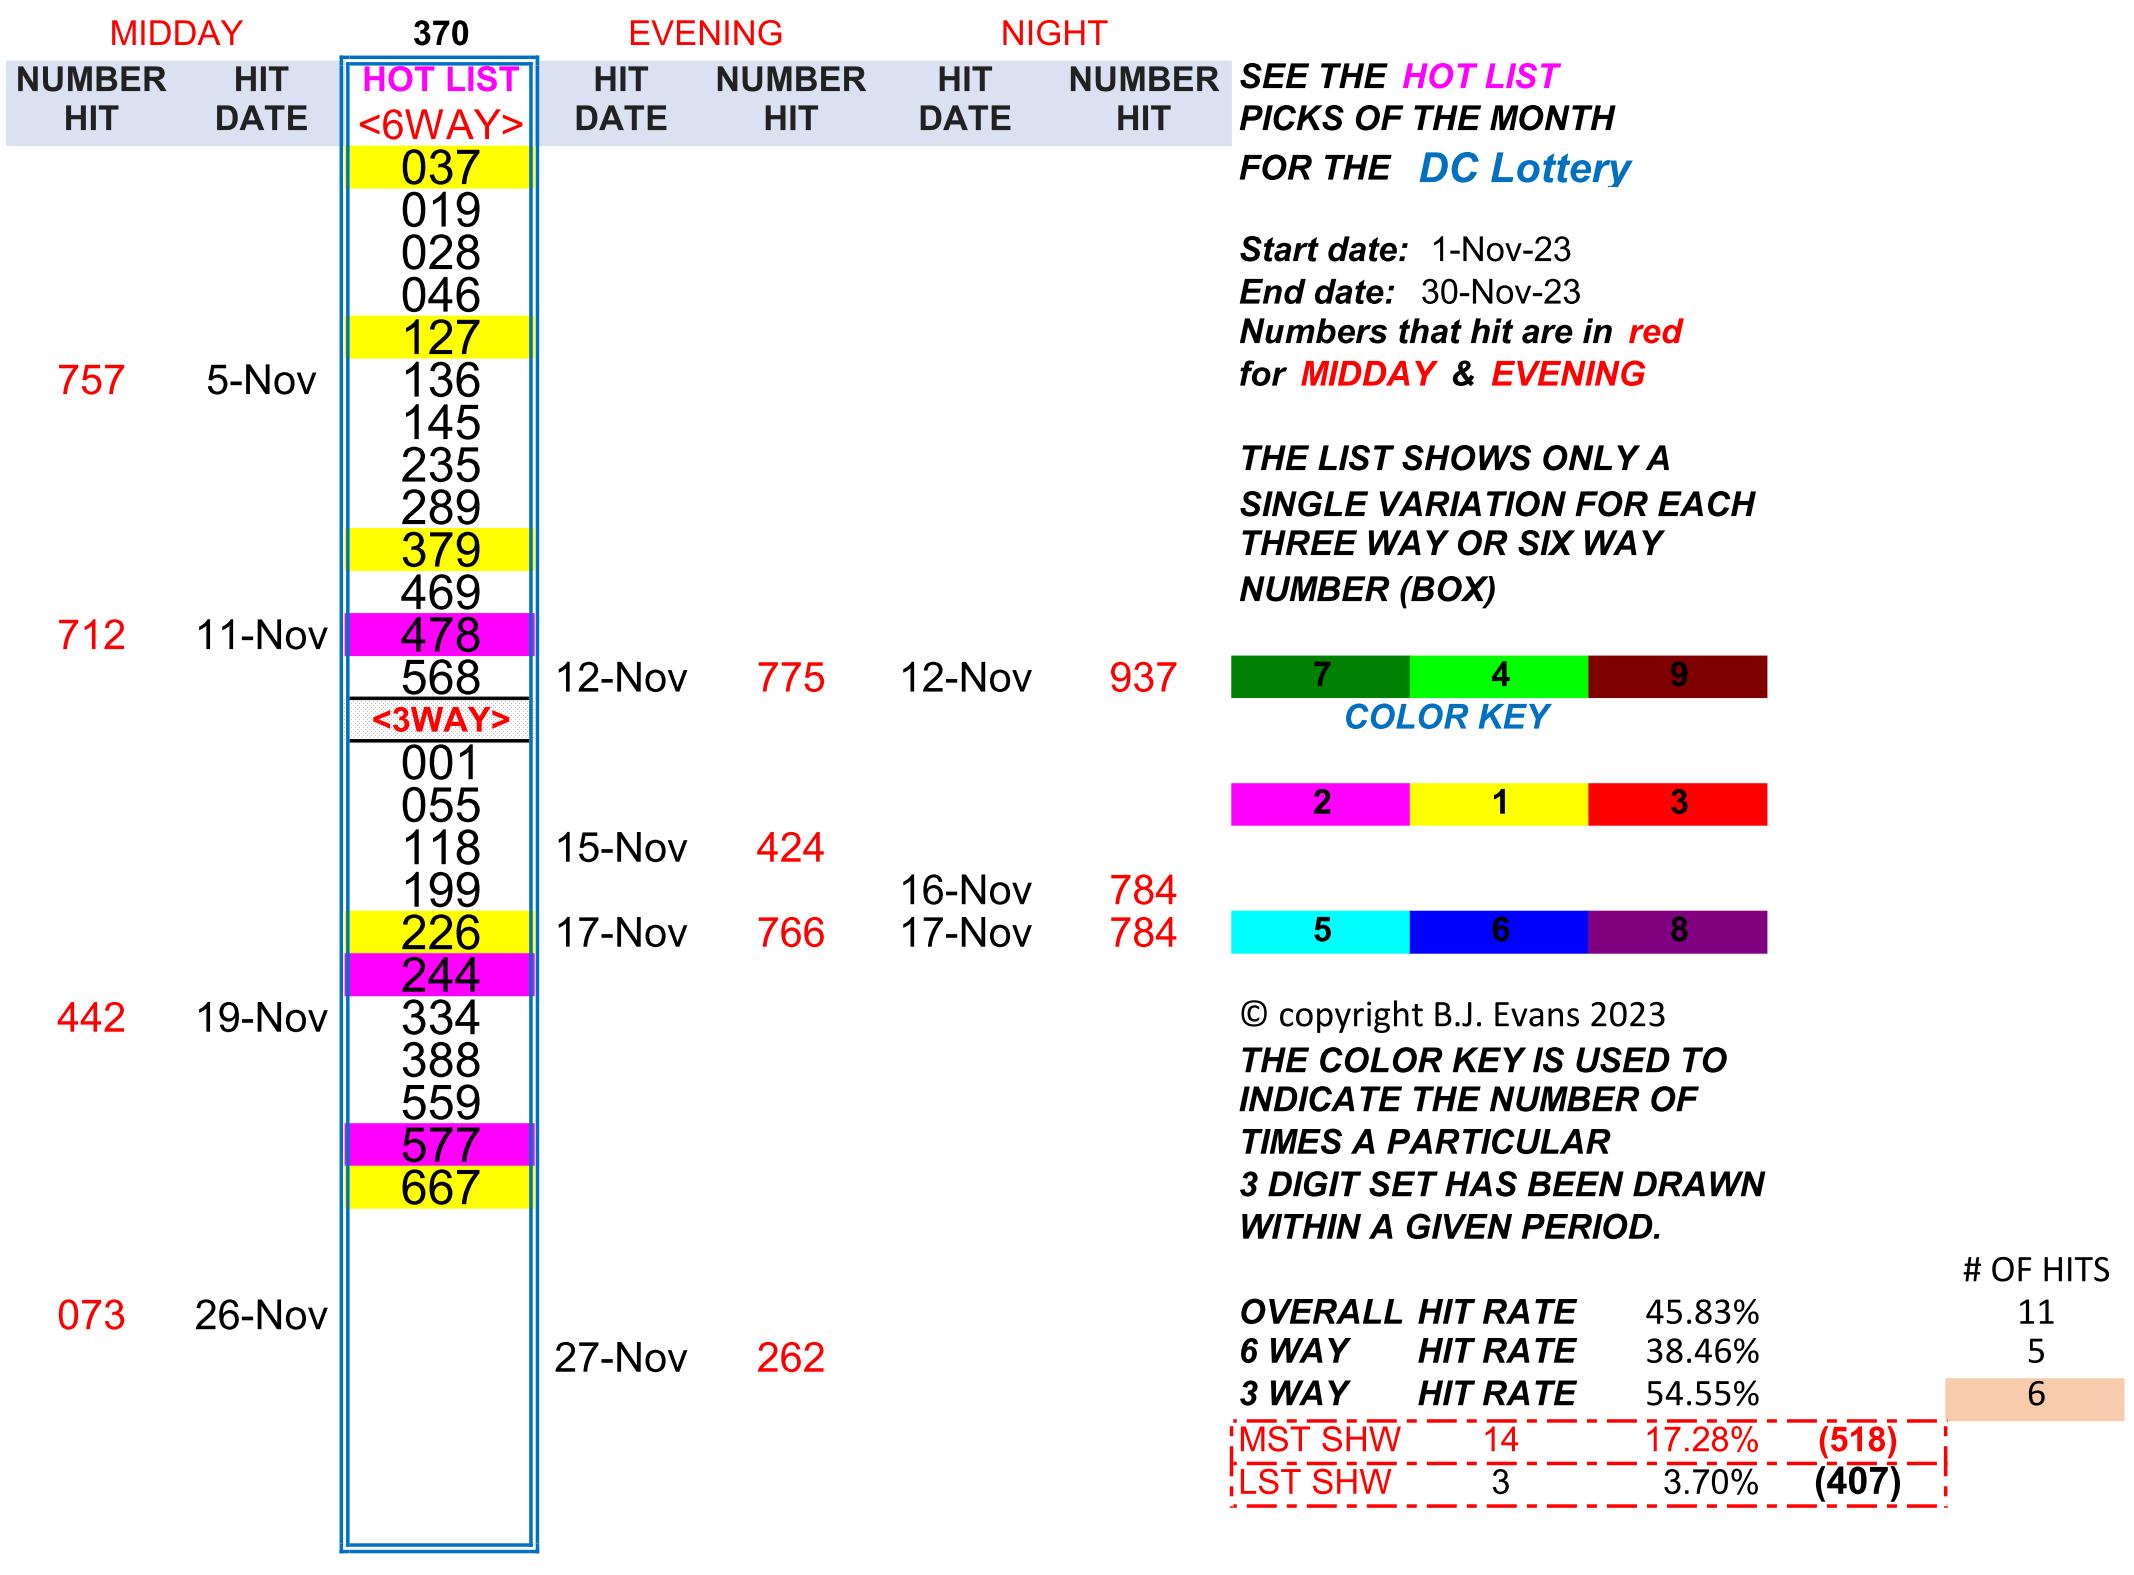 MIDDAY 370 EVENING NIGHT
NUMBER HIT HOT LIST HIT NUMBER HIT NUMBER SEE THE HOT LIST
HIT DATE <6WAY> DATE HIT DATE HIT PICKS OF THE MONTH
037 FOR THE DC Lottery
019
028 Start date: 1-Nov-23
046 End date: 30-Nov-23
127 Numbers that hit are in red
757 5-Nov 136 for MIDDAY & EVENING
145
235 THE LIST SHOWS ONLY A
289 SINGLE VARIATION FOR EACH
379 THREE WAY OR SIX WAY
469 NUMBER (BOX)
712 11-Nov 478
568 12-Nov 775 12-Nov 937 7 4 9
<3WAY> COLOR KEY
001
055 2 1 3
118 15-Nov 424
199 16-Nov 784
226 17-Nov 766 17-Nov 784 5 6 8
244
442 19-Nov 334 © copyright B.J. Evans 2023
388 THE COLOR KEY IS USED TO
559 INDICATE THE NUMBER OF
577 TIMES A PARTICULAR
667 3 DIGIT SET HAS BEEN DRAWN
WITHIN A GIVEN PERIOD.
# OF HITS
073 26-Nov OVERALL HIT RATE 45.83% 11
27-Nov 262 6 WAY HIT RATE 38.46% 5
3 WAY HIT RATE 54.55% 6
MST SHW 14 17.28% (518)
LST SHW 3 3.70% (407)